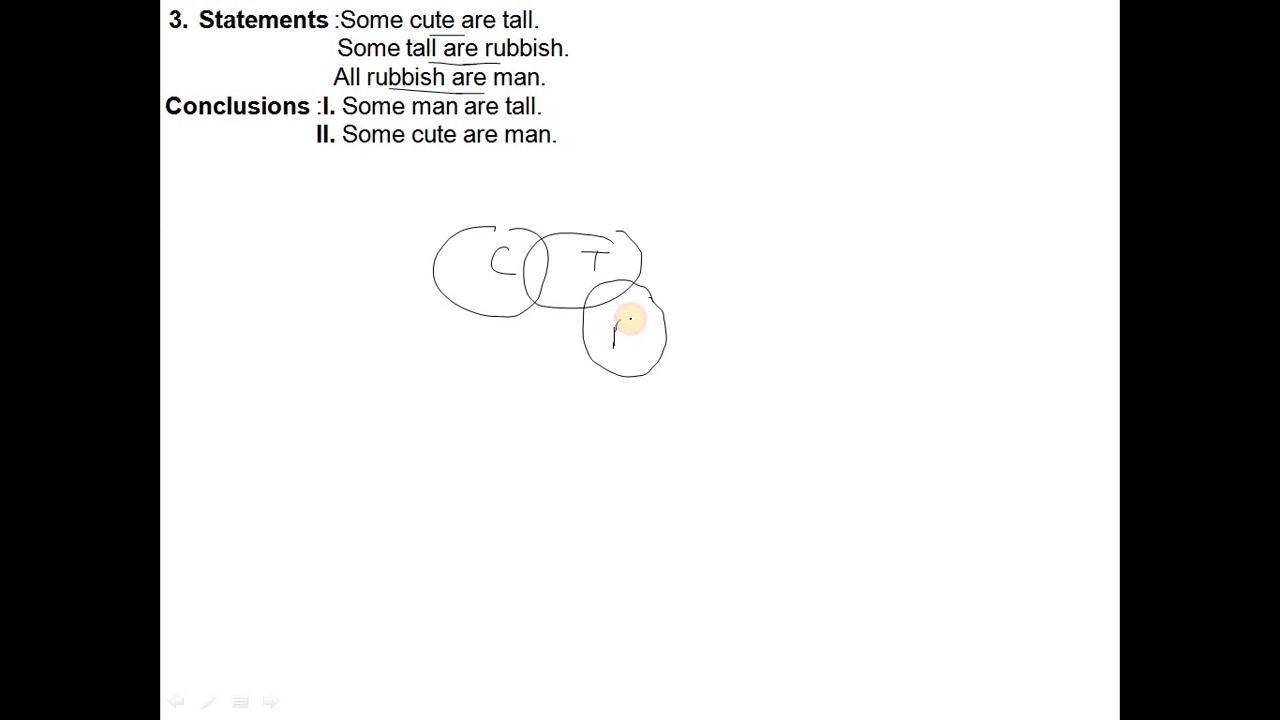 3. Statements :Some cute are tall.
Some tall are rubbish.
All rubbish are man.
Conclusions :I. Some man are tall.
II. Some cute are man.
C T
r